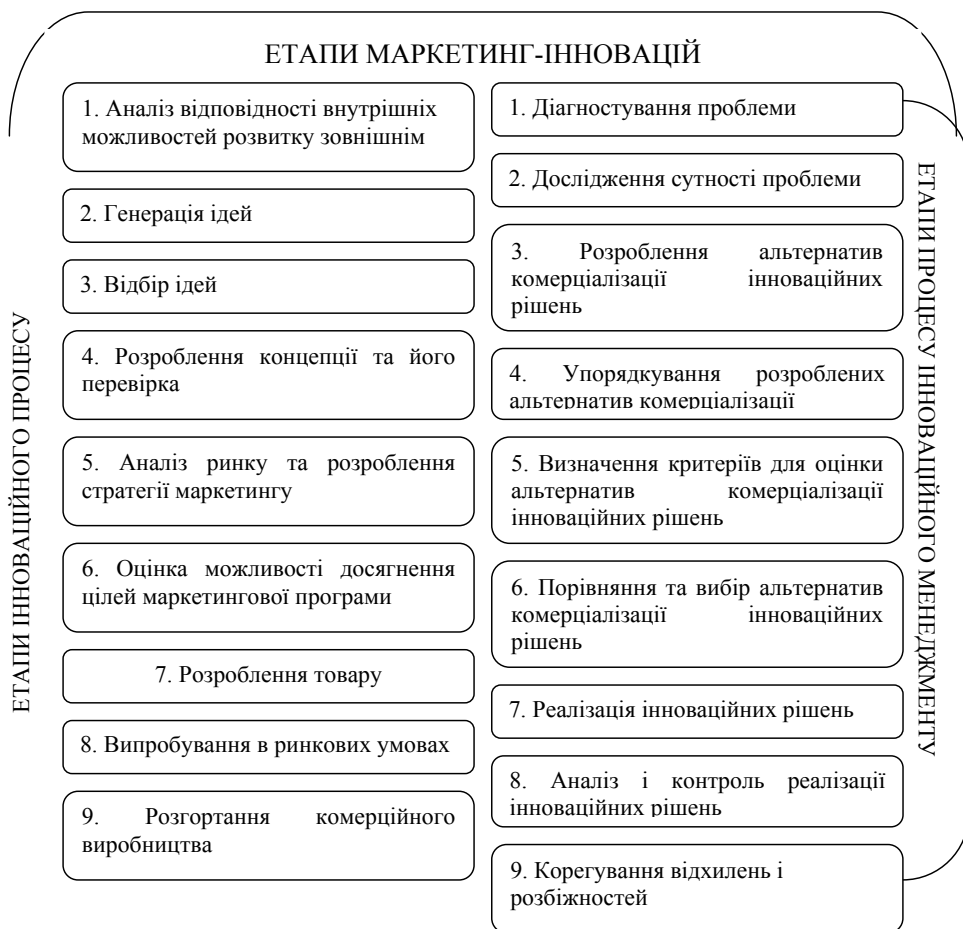 ЕТАПИ МАРКЕТИНГ-ІННОВАЦІЙ
ЕТАПИ ІННОВАЦІЙНОГО ПРОЦЕСУ
1. Аналіз відповідності внутрішніх
можливостей розвитку зовнішнім
2. Генерація ідей
3. Відбір ідей
4. Розроблення концепції та його
перевірка
5. Аналіз ринку та розроблення
стратегії маркетингу
6. Оцінка можливості досягнення
цілей маркетингової програми
7. Розроблення товару
8. Випробування в ринкових умовах
9. Розгортання комерційного
виробництва
1. Діагностування проблеми
2. Дослідження сутності проблеми
3. Розроблення альтернатив
комерціалізації інноваційних
рішень
4. Упорядкування розроблених
альтернатив комерціалізації
5. Визначення критеріїв для оцінки
альтернатив комерціалізації
інноваційних рішень
6. Порівняння та вибір альтернатив
комерціалізації інноваційних
рішень
7. Реалізація інноваційних рішень
8. Аналіз і контроль реалізації
інноваційних рішень
9. Корегування відхилень і
розбіжностей
ЕТАПИ ПРОЦЕСУ ІННОВАЦІЙНОГО МЕНЕДЖМЕНТУ